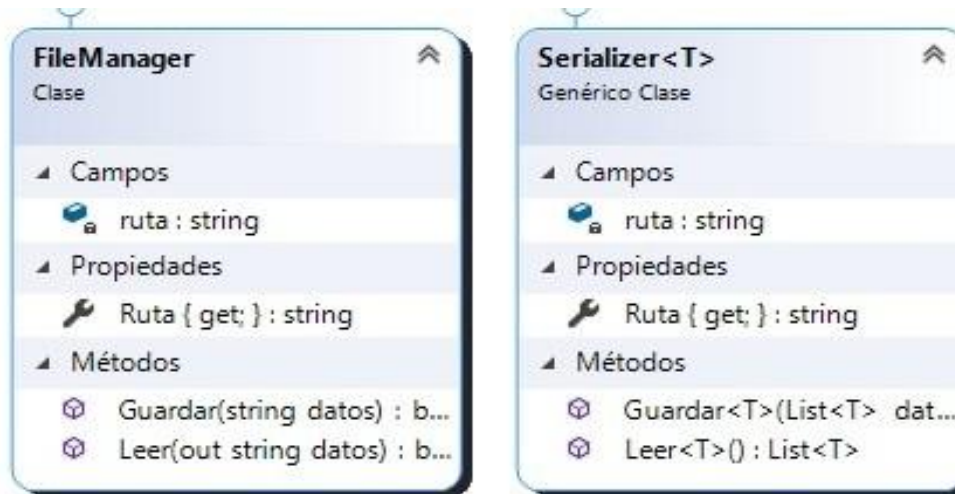 FileManager
Clase
Campos
ruta : string
Propiedades
Ruta { get; } : string
Métodos
Guardar(string datos) : b...
Leer(out string datos) : b...
Serializer<T>
Genérico Clase
Campos
ruta : string
Propiedades
Ruta { get; } : string
Métodos
Guardar<T>(List<T> dat...
Leer<T>() : List<T>